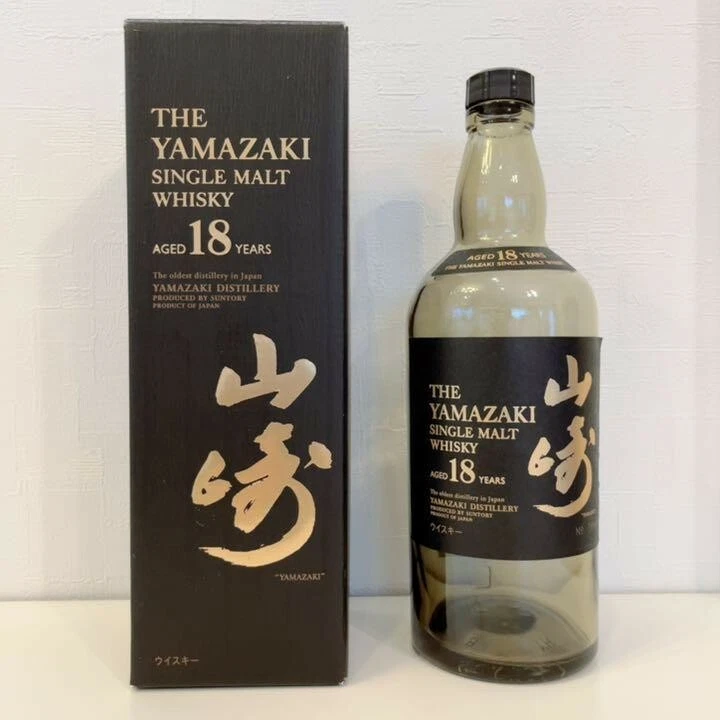 THE
YAMAZAKI
SINGLE MALT
WHISKY
AGED 18 YEARS
The oldest distillery in Japan
YAMAZAKI DISTILLERY
PRODUCED BY SUNTORY
PRODUCT OF JAPAN
山崎
"YAMAZAKI"
ウイスキー
AGED 18 YEARS
THE YAMAZAKI SINGLE MALT WHISKY
THE
YAMAZAKI
SINGLE MALT
WHISKY
AGED 18 YEARS
The oldest distillery in Japan
YAMAZAKI DISTILLERY
PRODUCED BY SUNTORY
PRODUCT OF JAPAN
ウイスキー
山崎
"YAMAZAKI"
No